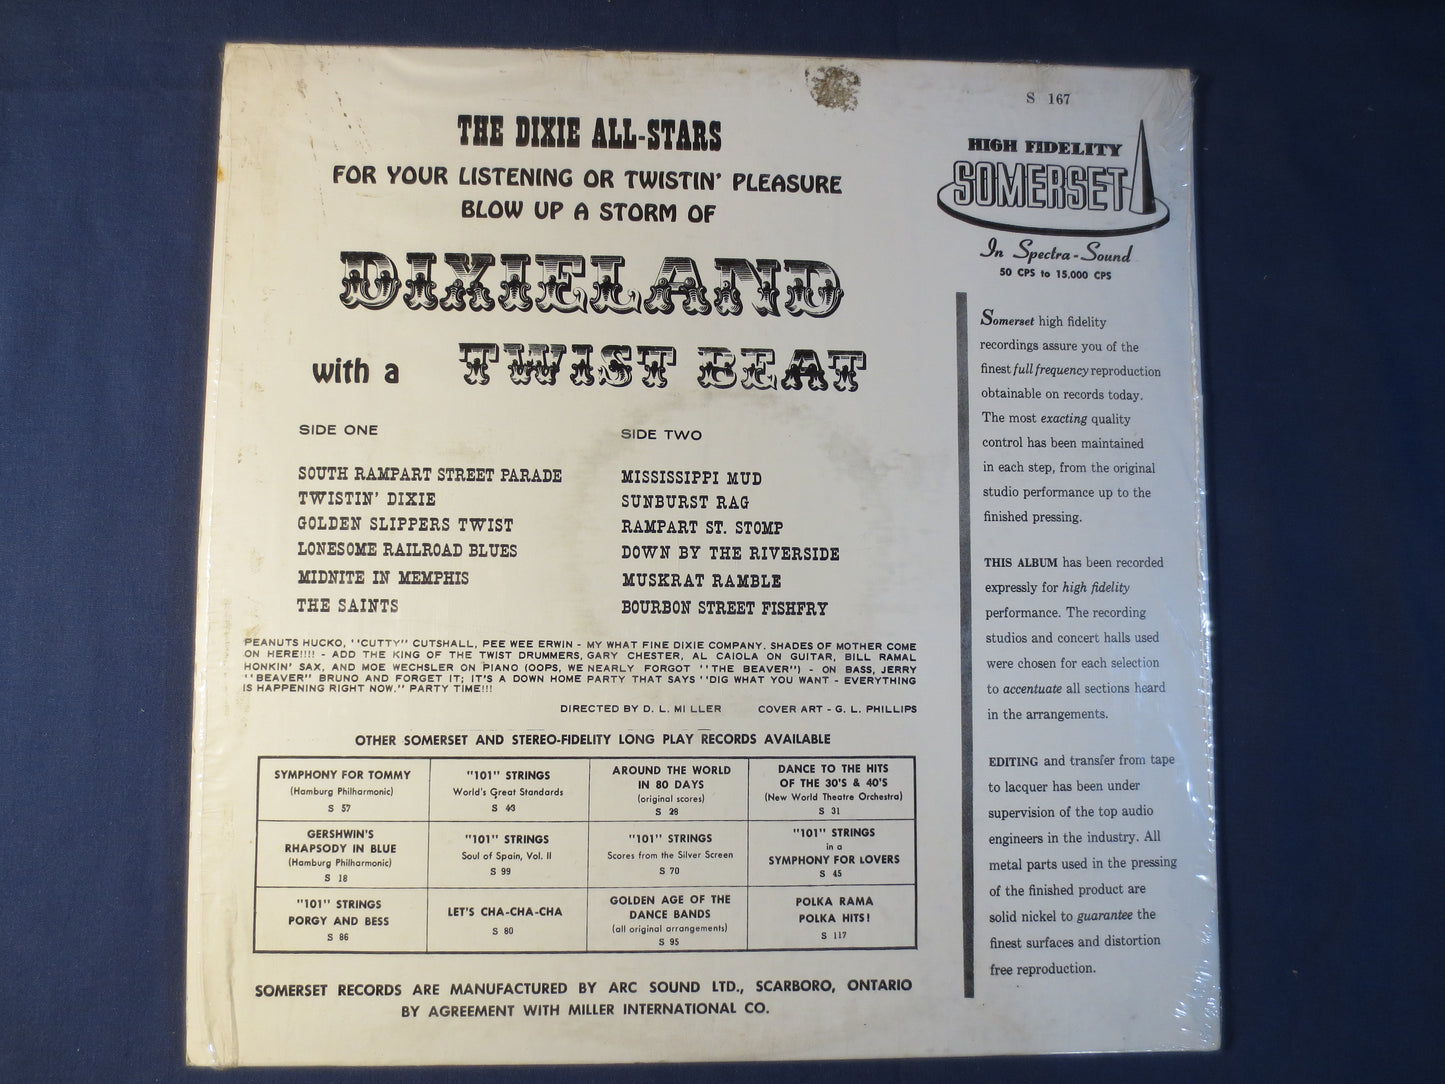 S 167
THE DIXIE ALL-STARS
FOR YOUR LISTENING OR TWISTIN' PLEASURE
BLOW UP A STORM OF
DIXIELAND
with a TWIST BEAT
SIDE ONE
SOUTH RAMPART STREET PARADE
TWISTIN' DIXIE
GOLDEN SLIPPERS TWIST
LONESOME RAILROAD BLUES
MIDNITE IN MEMPHIS
THE SAINTS
SIDE TWO
MISSISSIPPI MUD
SUNBURST RAG
RAMPART ST. STOMP
DOWN BY THE RIVERSIDE
MUSKRAT RAMBLE
BOURBON STREET FISHFRY
PEANUTS HUCKO, ''CUTTY'' CUTSHALL, PEE WEE ERWIN - MY WHAT FINE DIXIE COMPANY. SHADES OF MOTHER COME
ON HERE!!!! - ADD THE KING OF THE TWIST DRUMMERS, GARY CHESTER, AL CAIOLA ON GUITAR, BILL RAMAL
HONKIN' SAX, AND MOE WECHSLER ON PIANO (OOPS, WE NEARLY FORGOT ''THE BEAVER'') - ON BASS, JERRY
''BEAVER'' BRUNO AND FORGET IT; IT'S A DOWN HOME PARTY THAT SAYS ''DIG WHAT YOU WANT - EVERYTHING
IS HAPPENING RIGHT NOW.'' PARTY TIME!!!
DIRECTED BY D. L. MILLER COVER ART - G. L. PHILLIPS
OTHER SOMERSET AND STEREO-FIDELITY LONG PLAY RECORDS AVAILABLE
SYMPHONY FOR TOMMY
(Hamburg Philharmonic)
S 57
"101" STRINGS
World's Great Standards
S 43
AROUND THE WORLD
IN 80 DAYS
(original scores)
S 28
DANCE TO THE HITS
OF THE 30'S & 40'S
(New World Theatre Orchestra)
S 31
GERSHWIN'S
RHAPSODY IN BLUE
(Hamburg Philharmonic)
S 18
"101" STRINGS
Soul of Spain, Vol. II
S 99
"101" STRINGS
Scores from the Silver Screen
S 70
"101" STRINGS
in a
SYMPHONY FOR LOVERS
S 45
"101" STRINGS
PORGY AND BESS
S 86
LET'S CHA-CHA-CHA
S 80
GOLDEN AGE OF THE
DANCE BANDS
(all original arrangements)
S 95
POLKA RAMA
POLKA HITS!
S 117
SOMERSET RECORDS ARE MANUFACTURED BY ARC SOUND LTD., SCARBORO, ONTARIO
BY AGREEMENT WITH MILLER INTERNATIONAL CO.
HIGH FIDELITY
SOMERSET
In Spectra-Sound
50 CPS to 15,000 CPS
Somerset high fidelity
recordings assure you of the
finest full frequency reproduction
obtainable on records today.
The most exacting quality
control has been maintained
in each step, from the original
studio performance up to the
finished pressing.
THIS ALBUM has been recorded
expressly for high fidelity
performance. The recording
studios and concert halls used
were chosen for each selection
to accentuate all sections heard
in the arrangements.
EDITING and transfer from tape
to lacquer has been under
supervision of the top audio
engineers in the industry. All
metal parts used in the pressing
of the finished product are
solid nickel to guarantee the
finest surfaces and distortion
free reproduction.